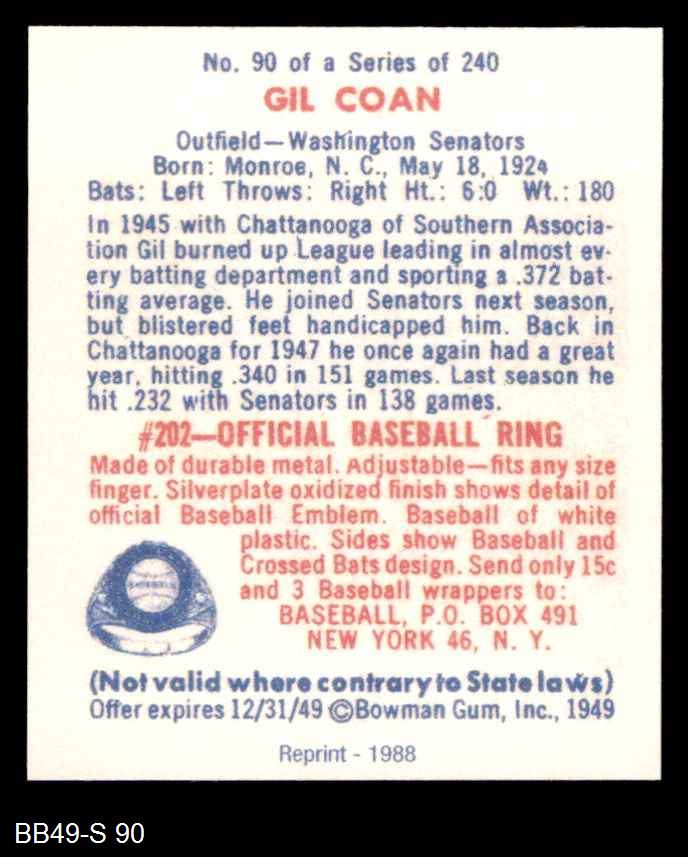 No. 90 of a Series of 240
GIL COAN
Outfield—Washington Senators
Born: Monroe, N. C., May 18, 1924
Bats: Left Throws: Right Ht.: 6:0 Wt.: 180
In 1945 with Chattanooga of Southern Associa-
tion Gil burned up League leading in almost ev-
ery batting department and sporting a .372 bat-
ting average. He joined Senators next season,
but blistered feet handicapped him. Back in
Chattanooga for 1947 he once again had a great
year, hitting .340 in 151 games. Last season he
hit .232 with Senators in 138 games.
#202—OFFICIAL BASEBALL RING
Made of durable metal. Adjustable—fits any size
finger. Silverplate oxidized finish shows detail of
official Baseball Emblem. Baseball of white
plastic. Sides show Baseball and
Crossed Bats design. Send only 15c
and 3 Baseball wrappers to:
BASEBALL, P.O. BOX 491
NEW YORK 46, N. Y.
(Not valid where contrary to State laws)
Offer expires 12/31/49 ©Bowman Gum, Inc., 1949
Reprint - 1988
BB49-S 90